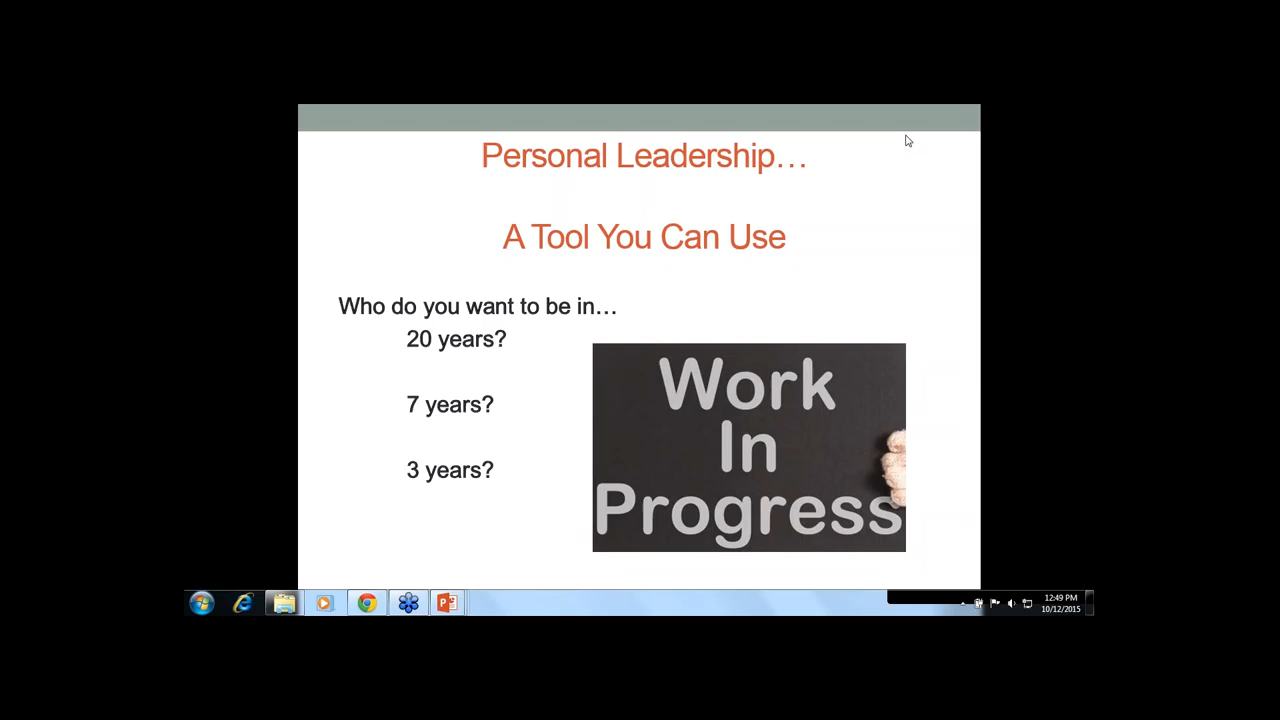 Personal Leadership…
A Tool You Can Use
Who do you want to be in…
20 years?
7 years?
3 years?
Work
In
Progress
12:49 PM
10/12/2015